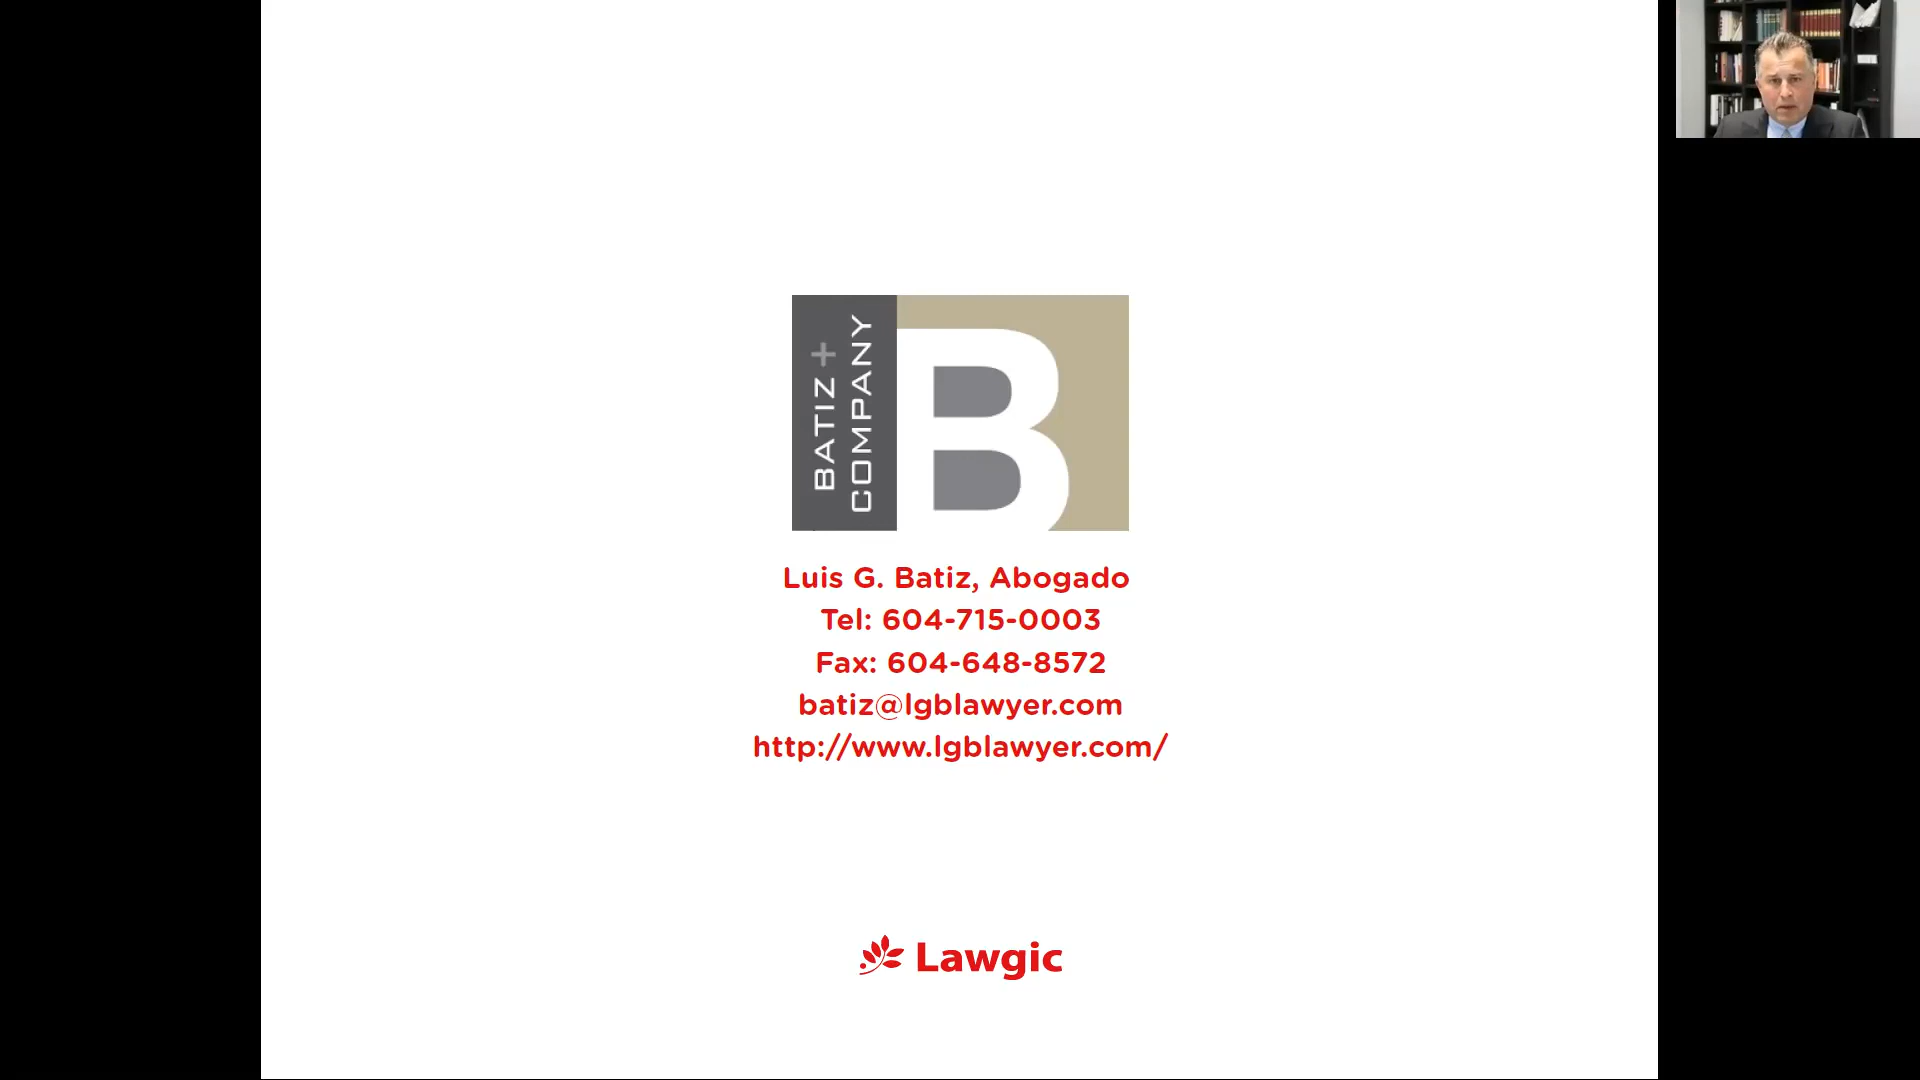 BATIZ +
COMPANY
B
Luis G. Batiz, Abogado
Tel: 604-715-0003
Fax: 604-648-8572
batiz@lgblawyer.com
http://www.lgblawyer.com/
Lawgic